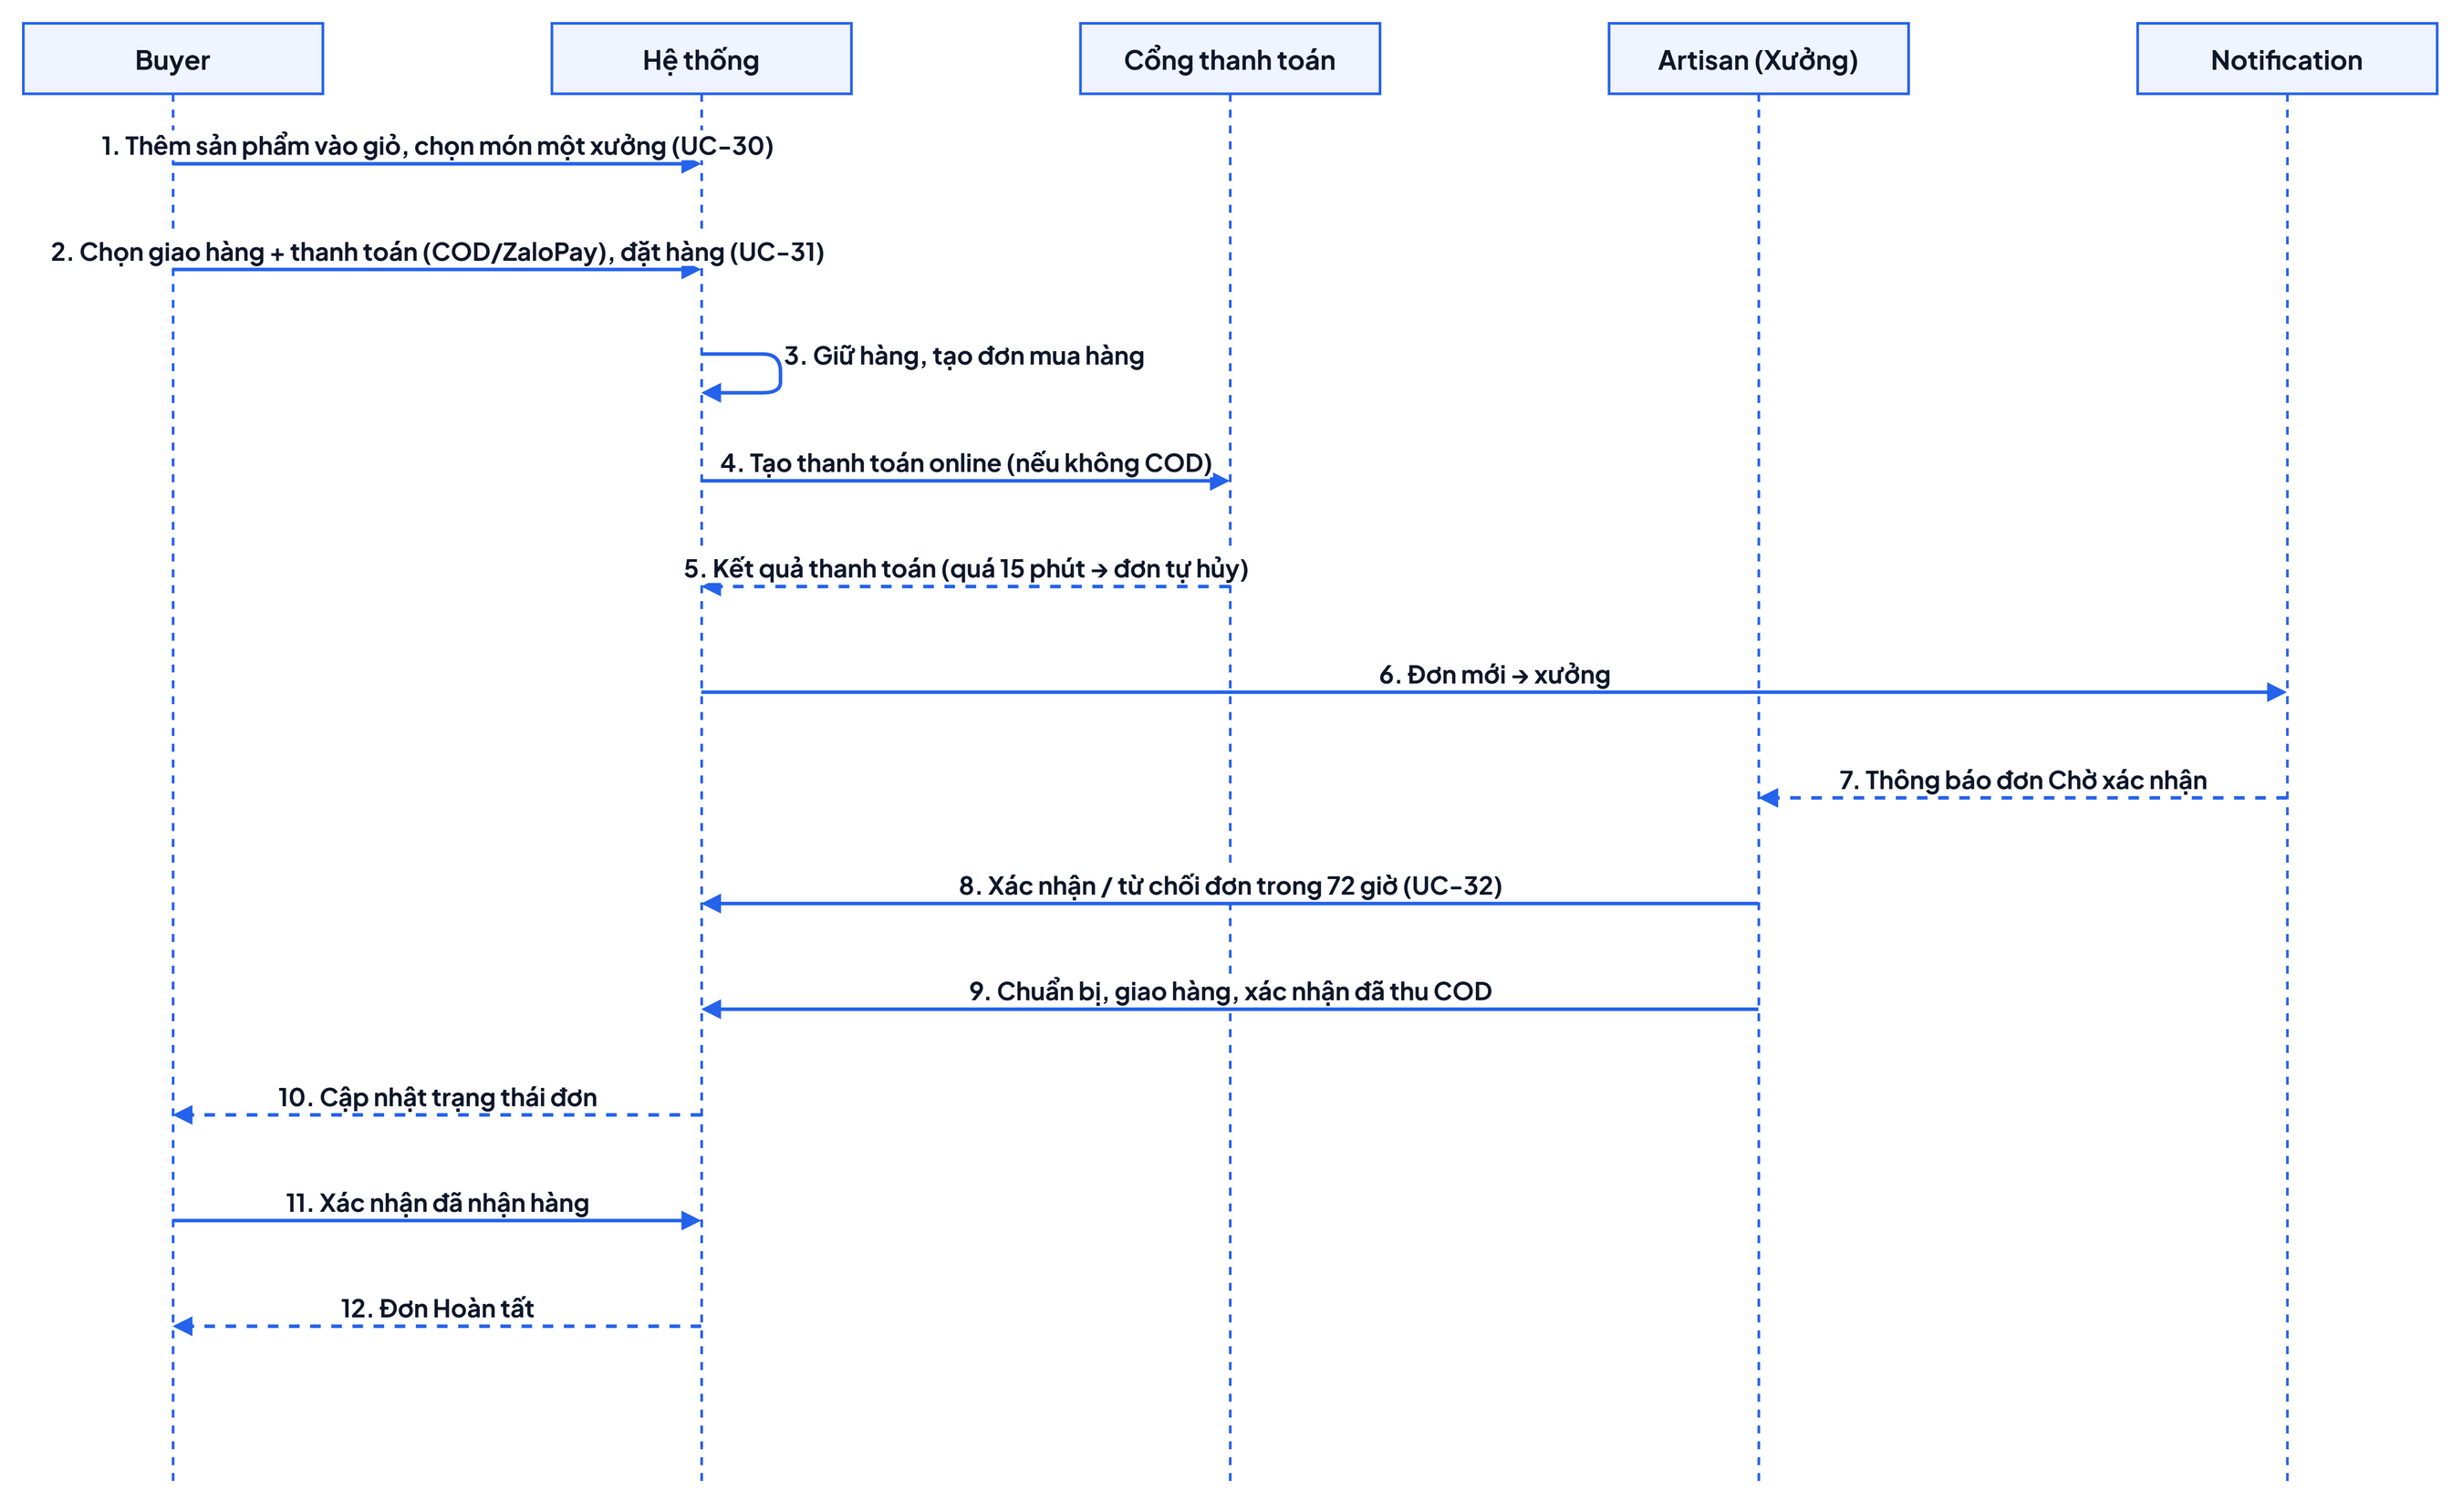 Buyer
Hệ thống
Cổng thanh toán
Artisan (Xưởng)
Notification
1. Thêm sản phẩm vào giỏ, chọn món một xưởng (UC-30)
2. Chọn giao hàng + thanh toán (COD/ZaloPay), đặt hàng (UC-31)
3. Giữ hàng, tạo đơn mua hàng
4. Tạo thanh toán online (nếu không COD)
5. Kết quả thanh toán (quá 15 phút → đơn tự hủy)
6. Đơn mới → xưởng
7. Thông báo đơn Chờ xác nhận
8. Xác nhận / từ chối đơn trong 72 giờ (UC-32)
9. Chuẩn bị, giao hàng, xác nhận đã thu COD
10. Cập nhật trạng thái đơn
11. Xác nhận đã nhận hàng
12. Đơn Hoàn tất